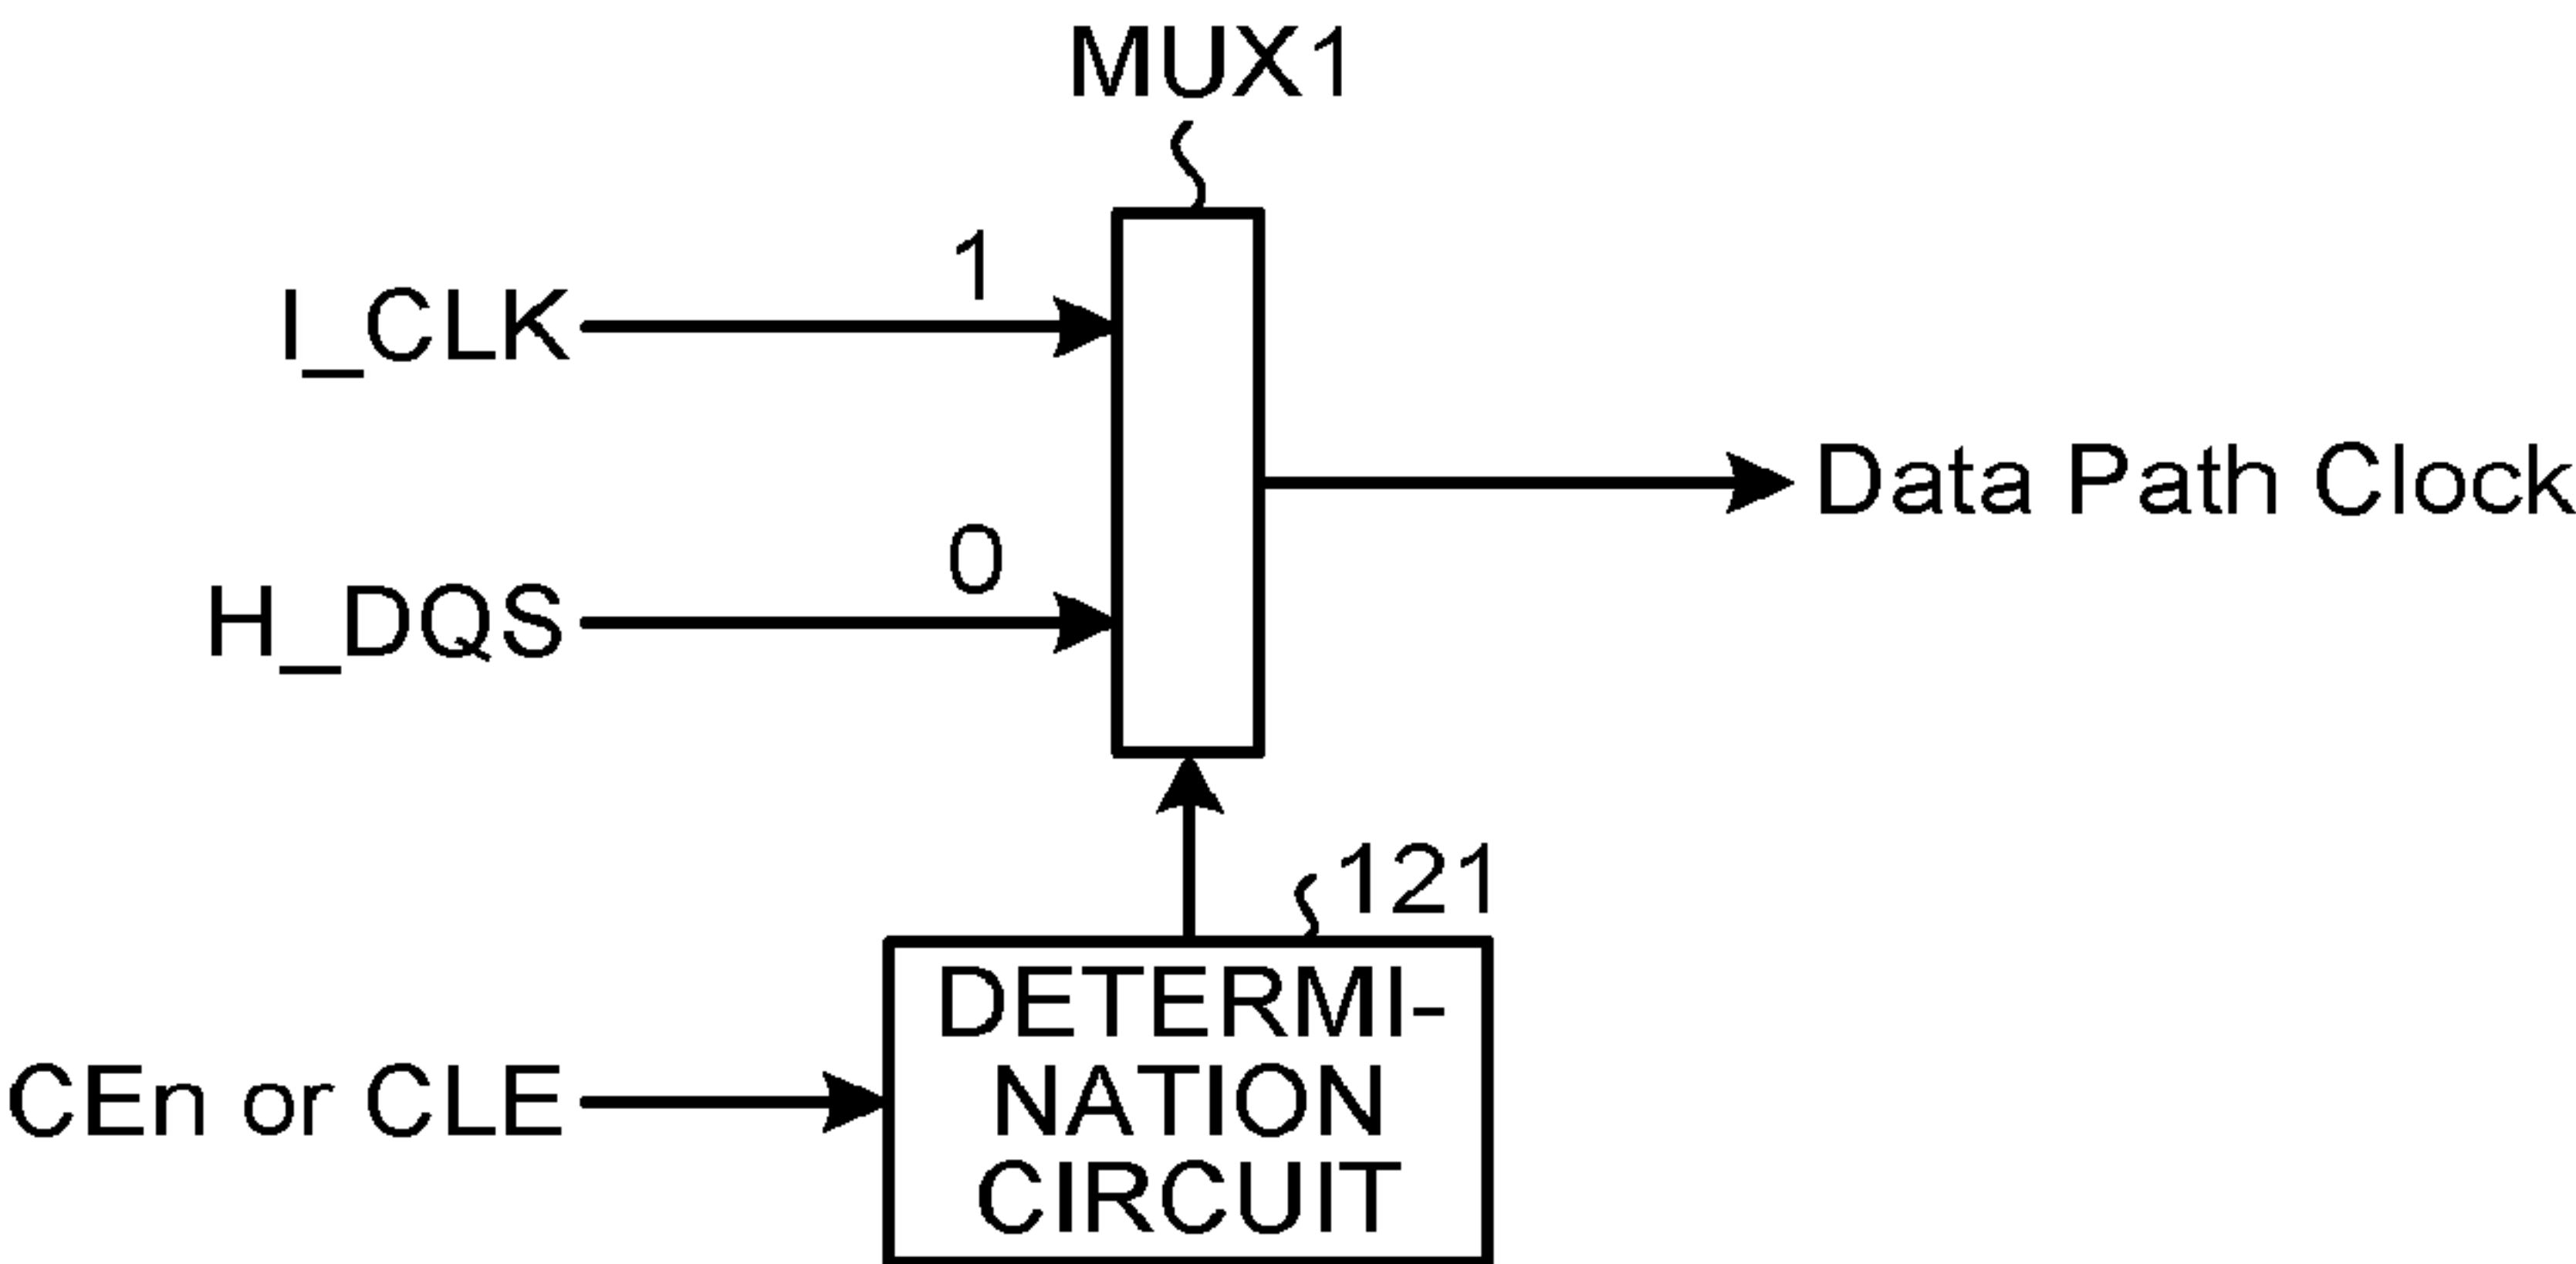 MUX1
1
I_CLK
Data Path Clock
0
H_DQS
121
DETERMI-
NATION
CIRCUIT
CEn or CLE